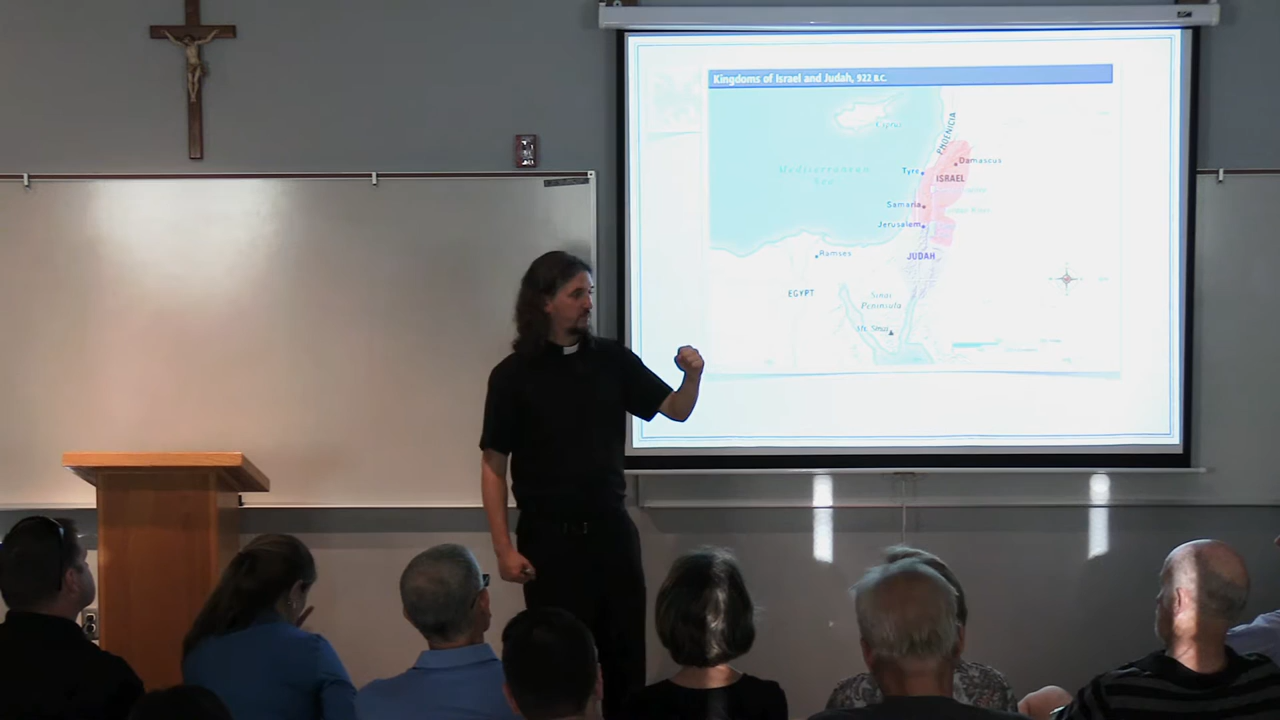 Kingdoms of Israel and Judah, 922 B.C.
Cyprus
PHOENICIA
Mediterranean
Sea
Damascus
Tyre
ISRAEL
Samaria
Jerusalem
Ramses
JUDAH
EGYPT
Sinai
Peninsula
Mt. Sinai